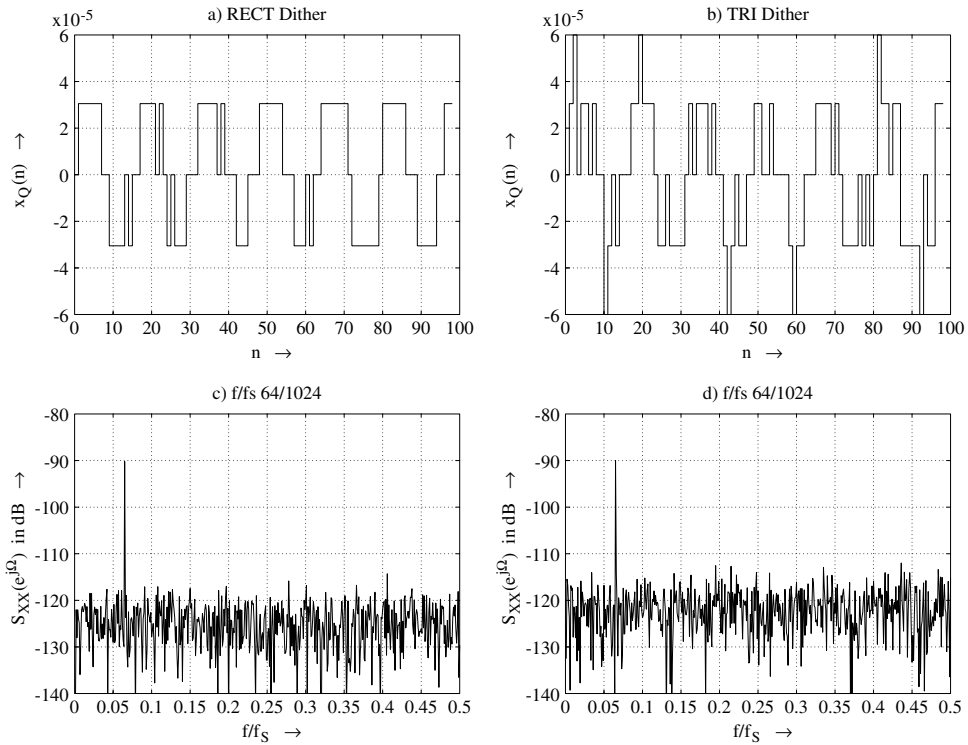 a) RECT Dither
x10⁻⁵
6
4
2
0
−2
−4
−6
x_Q(n) →
0 10 20 30 40 50 60 70 80 90 100
n →
b) TRI Dither
x10⁻⁵
6
4
2
0
−2
−4
−6
x_Q(n) →
0 10 20 30 40 50 60 70 80 90 100
n →
c) f/fs 64/1024
-80
-90
-100
-110
-120
-130
-140
S_XX(e^jΩ) in dB →
0 0.05 0.1 0.15 0.2 0.25 0.3 0.35 0.4 0.45 0.5
f/f_S →
d) f/fs 64/1024
-80
-90
-100
-110
-120
-130
-140
S_XX(e^jΩ) in dB →
0 0.05 0.1 0.15 0.2 0.25 0.3 0.35 0.4 0.45 0.5
f/f_S →